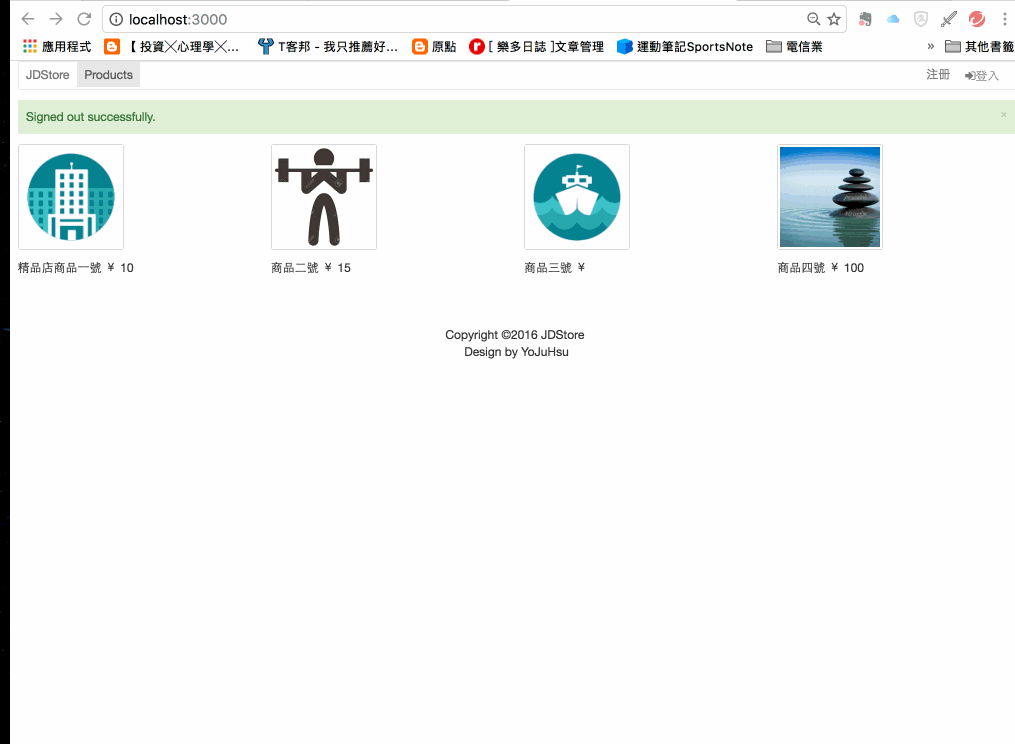 localhost:3000
應用程式 【 投資╳心理學╳... T客邦 - 我只推薦好... 原點 [ 樂多日誌 ]文章管理 運動筆記SportsNote 電信業 » 其他書籤
JDStore Products 注册 登入
Signed out successfully. ×
精品店商品一號 ¥ 10 商品二號 ¥ 15 商品三號 ¥ 商品四號 ¥ 100
Copyright ©2016 JDStore
Design by YoJuHsu